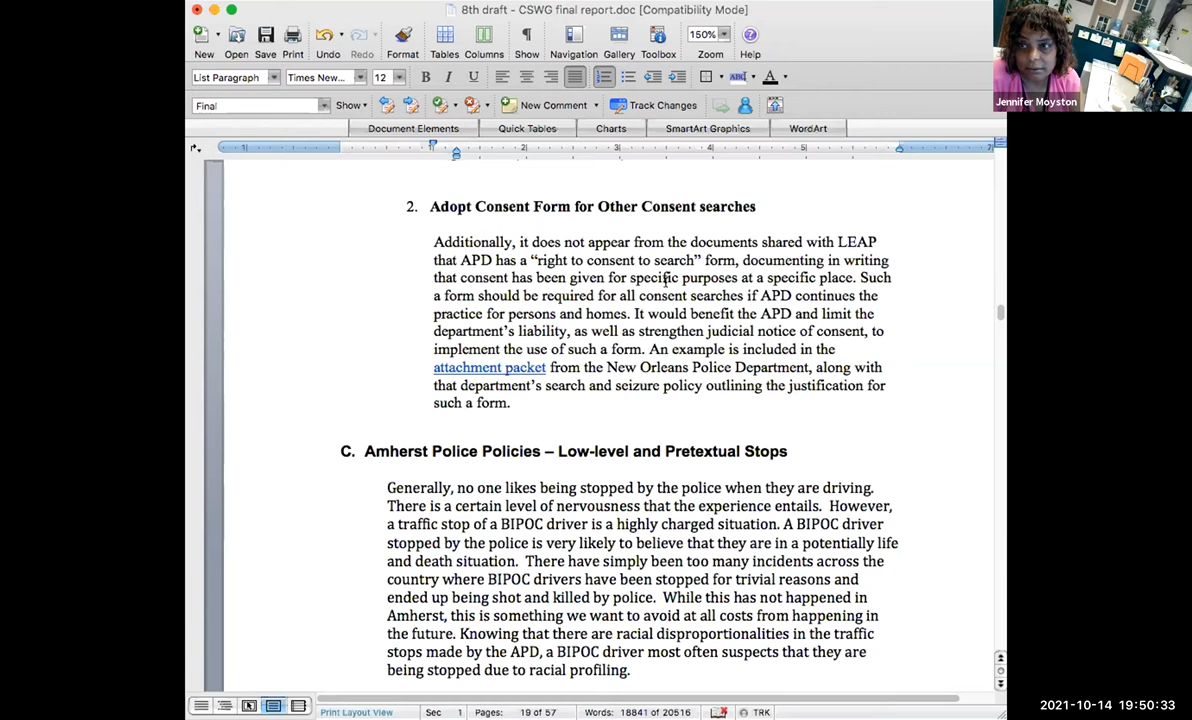 8th draft - CSWG final report.doc [Compatibility Mode]
New Open Save Print Undo Redo Format Tables Columns Show Navigation Gallery Toolbox Zoom Help
150%
List Paragraph Times New... 12 B I U A
Final Show New Comment Track Changes
Document Elements Quick Tables Charts SmartArt Graphics WordArt
1 1 2 3 4 5 7
2. Adopt Consent Form for Other Consent searches
Additionally, it does not appear from the documents shared with LEAP
that APD has a “right to consent to search” form, documenting in writing
that consent has been given for specific purposes at a specific place. Such
a form should be required for all consent searches if APD continues the
practice for persons and homes. It would benefit the APD and limit the
department’s liability, as well as strengthen judicial notice of consent, to
implement the use of such a form. An example is included in the
attachment packet from the New Orleans Police Department, along with
that department’s search and seizure policy outlining the justification for
such a form.
C. Amherst Police Policies – Low-level and Pretextual Stops
Generally, no one likes being stopped by the police when they are driving.
There is a certain level of nervousness that the experience entails. However,
a traffic stop of a BIPOC driver is a highly charged situation. A BIPOC driver
stopped by the police is very likely to believe that they are in a potentially life
and death situation. There have simply been too many incidents across the
country where BIPOC drivers have been stopped for trivial reasons and
ended up being shot and killed by police. While this has not happened in
Amherst, this is something we want to avoid at all costs from happening in
the future. Knowing that there are racial disproportionalities in the traffic
stops made by the APD, a BIPOC driver most often suspects that they are
being stopped due to racial profiling.
Print Layout View Sec 1 Pages: 19 of 57 Words: 18841 of 20516 TRK
Jennifer Moyston
2021-10-14 19:50:33